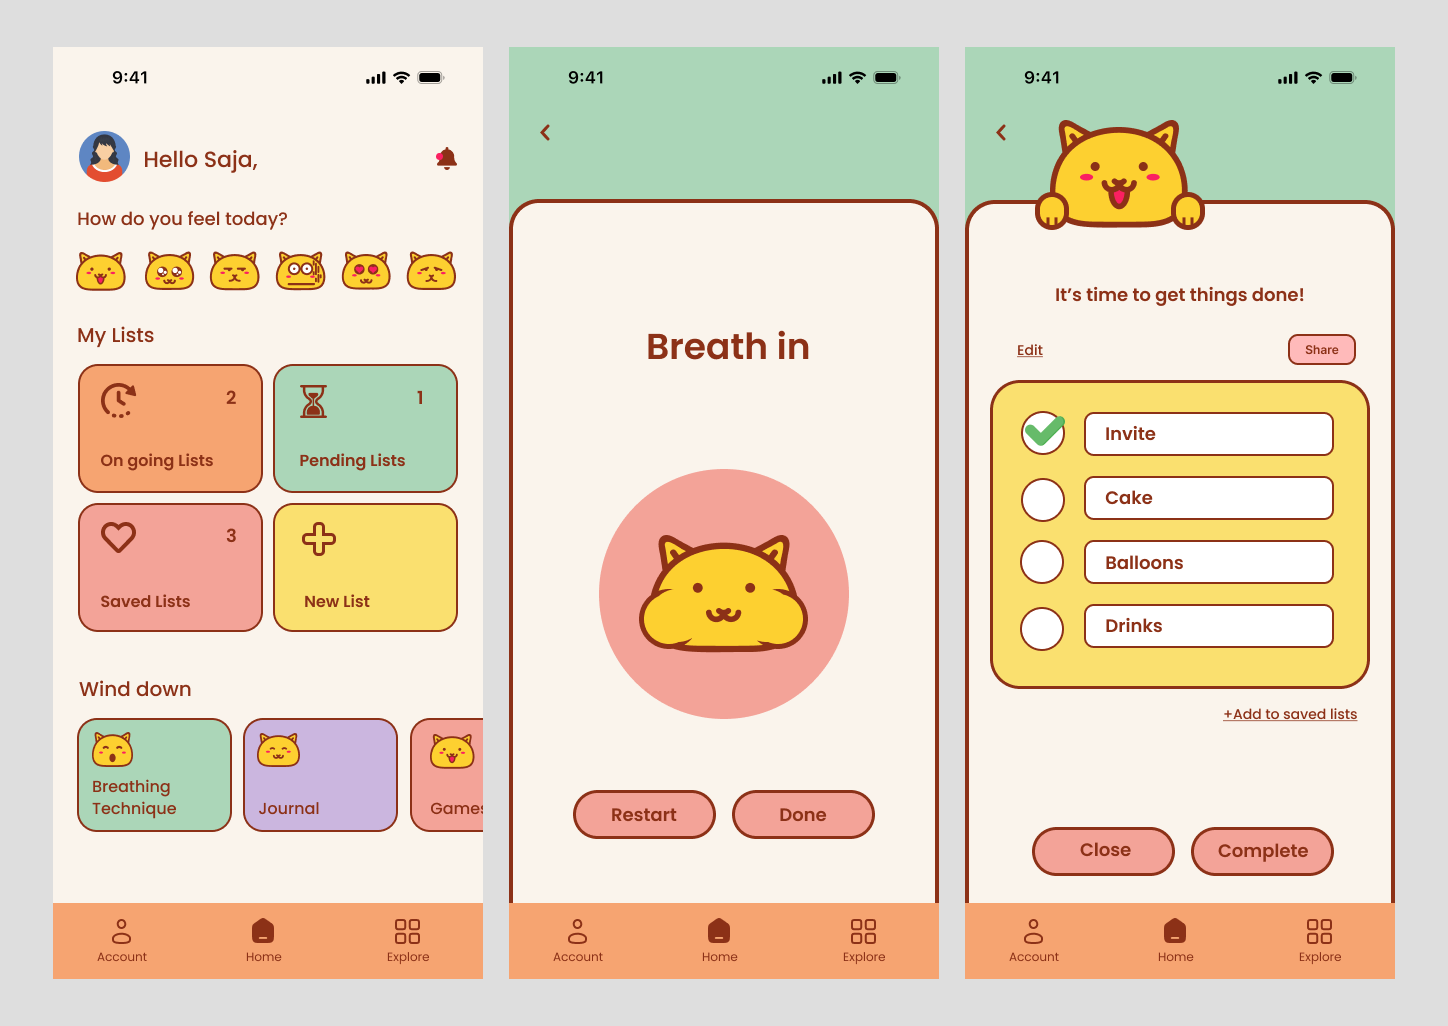 9:41
Hello Saja,
How do you feel today?
My Lists
2
On going Lists
1
Pending Lists
3
Saved Lists
New List
Wind down
Breathing
Technique
Journal
Games
Account
Home
Explore
9:41
Breath in
Restart
Done
Account
Home
Explore
9:41
It's time to get things done!
Edit
Share
Invite
Cake
Balloons
Drinks
+Add to saved lists
Close
Complete
Account
Home
Explore